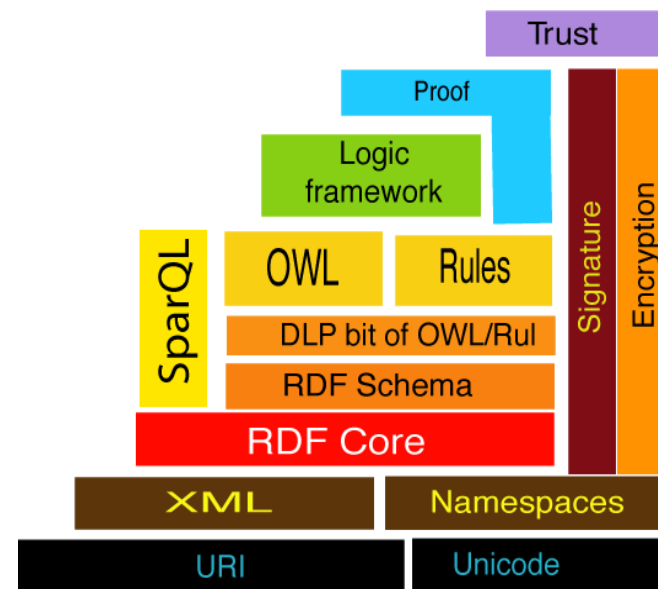 Trust
Proof
Logic
framework
SparQL
OWL
Rules
Signature
Encryption
DLP bit of OWL/Rul
RDF Schema
RDF Core
XML
Namespaces
URI
Unicode